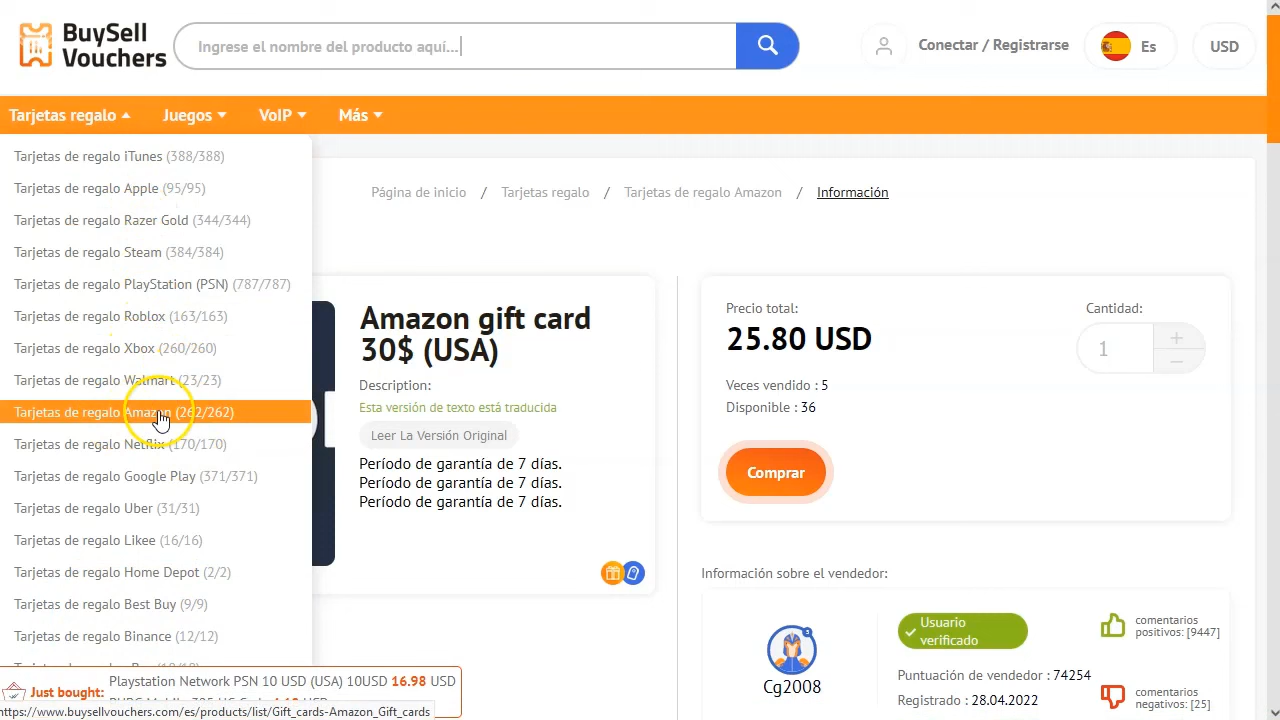 BuySell
Vouchers
Ingrese el nombre del producto aquí...
Conectar / Registrarse
Es
USD
Tarjetas regalo
Juegos
VoIP
Más
Tarjetas de regalo iTunes (388/388)
Tarjetas de regalo Apple (95/95)
Tarjetas de regalo Razer Gold (344/344)
Tarjetas de regalo Steam (384/384)
Tarjetas de regalo PlayStation (PSN) (787/787)
Tarjetas de regalo Roblox (163/163)
Tarjetas de regalo Xbox (260/260)
Tarjetas de regalo Walmart (23/23)
Tarjetas de regalo Amazon (262/262)
Tarjetas de regalo Netflix (170/170)
Tarjetas de regalo Google Play (371/371)
Tarjetas de regalo Uber (31/31)
Tarjetas de regalo Likee (16/16)
Tarjetas de regalo Home Depot (2/2)
Tarjetas de regalo Best Buy (9/9)
Tarjetas de regalo Binance (12/12)
Página de inicio / Tarjetas regalo / Tarjetas de regalo Amazon / Información
Amazon gift card
30$ (USA)
Description:
Esta versión de texto está traducida
Leer La Versión Original
Período de garantía de 7 días.
Período de garantía de 7 días.
Período de garantía de 7 días.
Precio total:
25.80 USD
Cantidad:
1
Veces vendido : 5
Disponible : 36
Comprar
Información sobre el vendedor:
Cg2008
Usuario
verificado
Puntuación de vendedor : 74254
Registrado : 28.04.2022
comentarios
positivos: [9447]
comentarios
negativos: [25]
Just bought:
Playstation Network PSN 10 USD (USA) 10USD 16.98 USD
https://www.buysellvouchers.com/es/products/list/Gift_cards-Amazon_Gift_cards